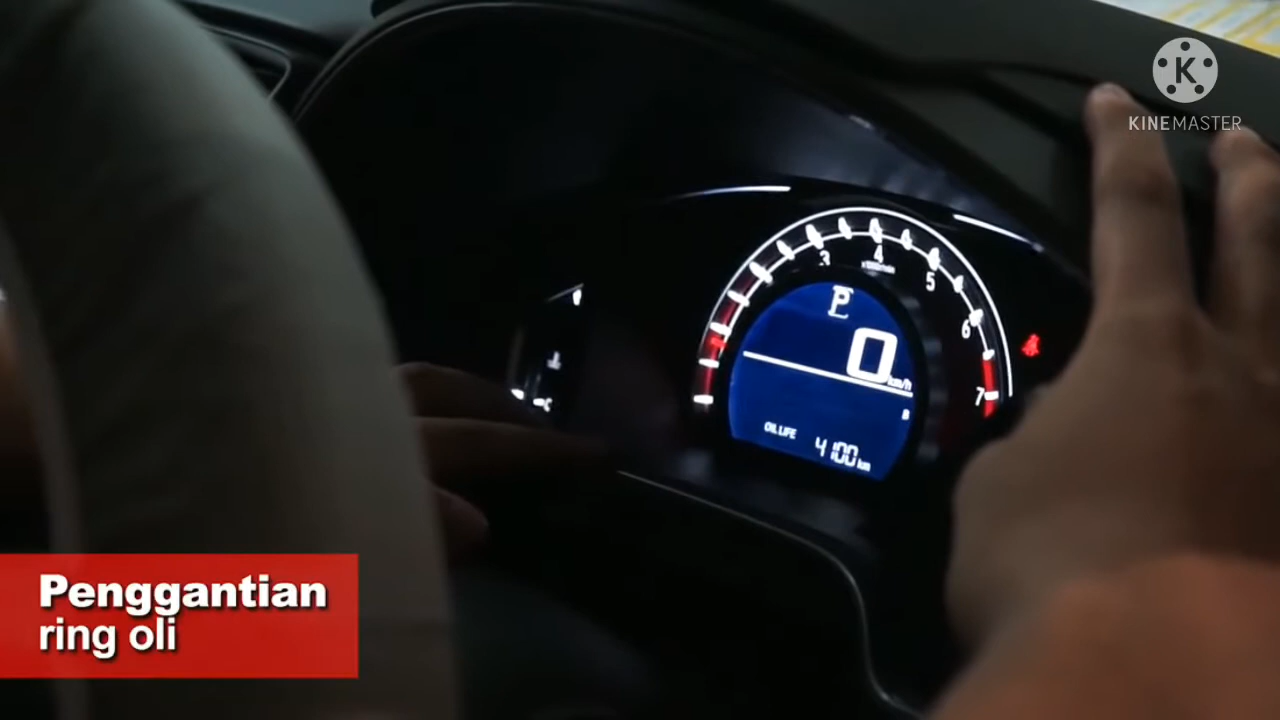 KINEMASTER
3
4
5
6
7
P
0 km/h
OIL LIFE
4100 km
Penggantian
ring oli